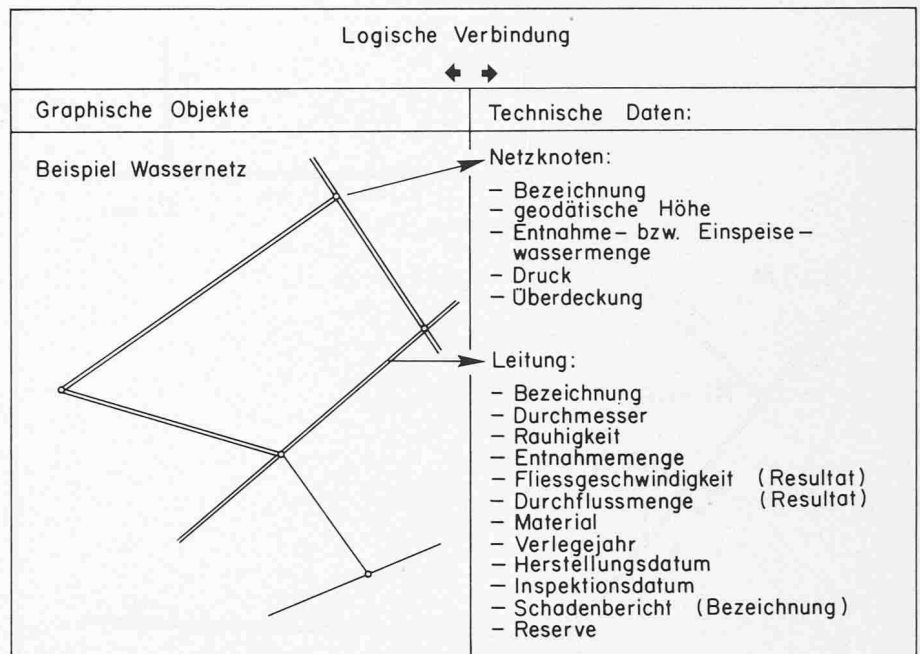 Logische Verbindung
Graphische Objekte
Beispiel Wassernetz
Technische Daten:
Netzknoten:
– Bezeichnung
– geodätische Höhe
– Entnahme– bzw. Einspeise–
wassermenge
– Druck
– Überdeckung
Leitung:
– Bezeichnung
– Durchmesser
– Rauhigkeit
– Entnahmemenge
– Fliessgeschwindigkeit (Resultat)
– Durchflussmenge (Resultat)
– Material
– Verlegejahr
– Herstellungsdatum
– Inspektionsdatum
– Schadenbericht (Bezeichnung)
– Reserve